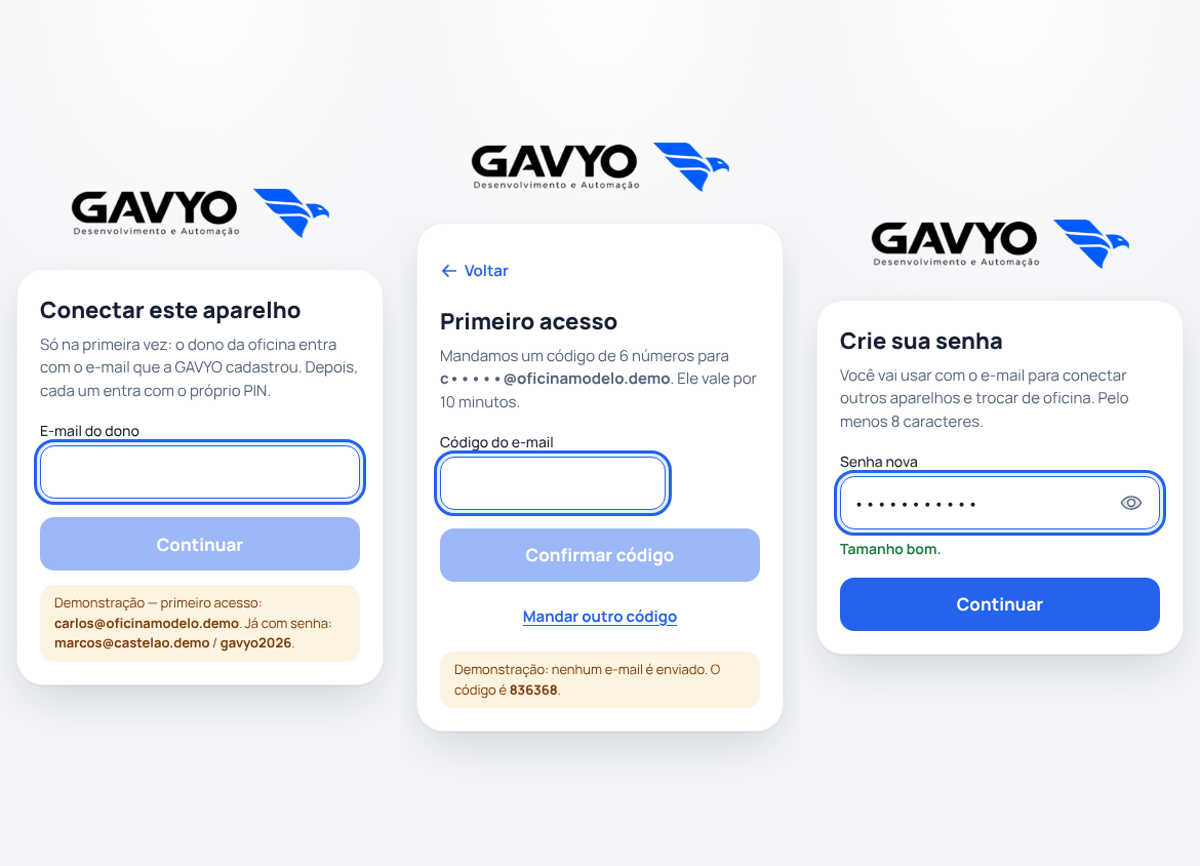 GAVYO
Desenvolvimento e Automação
Conectar este aparelho
Só na primeira vez: o dono da oficina entra
com o e-mail que a GAVYO cadastrou. Depois,
cada um entra com o próprio PIN.
E-mail do dono
Continuar
Demonstração — primeiro acesso:
carlos@oficinamodelo.demo. Já com senha:
marcos@castelao.demo / gavyo2026.
GAVYO
Desenvolvimento e Automação
← Voltar
Primeiro acesso
Mandamos um código de 6 números para
c•••••@oficinamodelo.demo. Ele vale por
10 minutos.
Código do e-mail
Confirmar código
Mandar outro código
Demonstração: nenhum e-mail é enviado. O
código é 836368.
GAVYO
Desenvolvimento e Automação
Crie sua senha
Você vai usar com o e-mail para conectar
outros aparelhos e trocar de oficina. Pelo
menos 8 caracteres.
Senha nova
•••••••••••
Tamanho bom.
Continuar